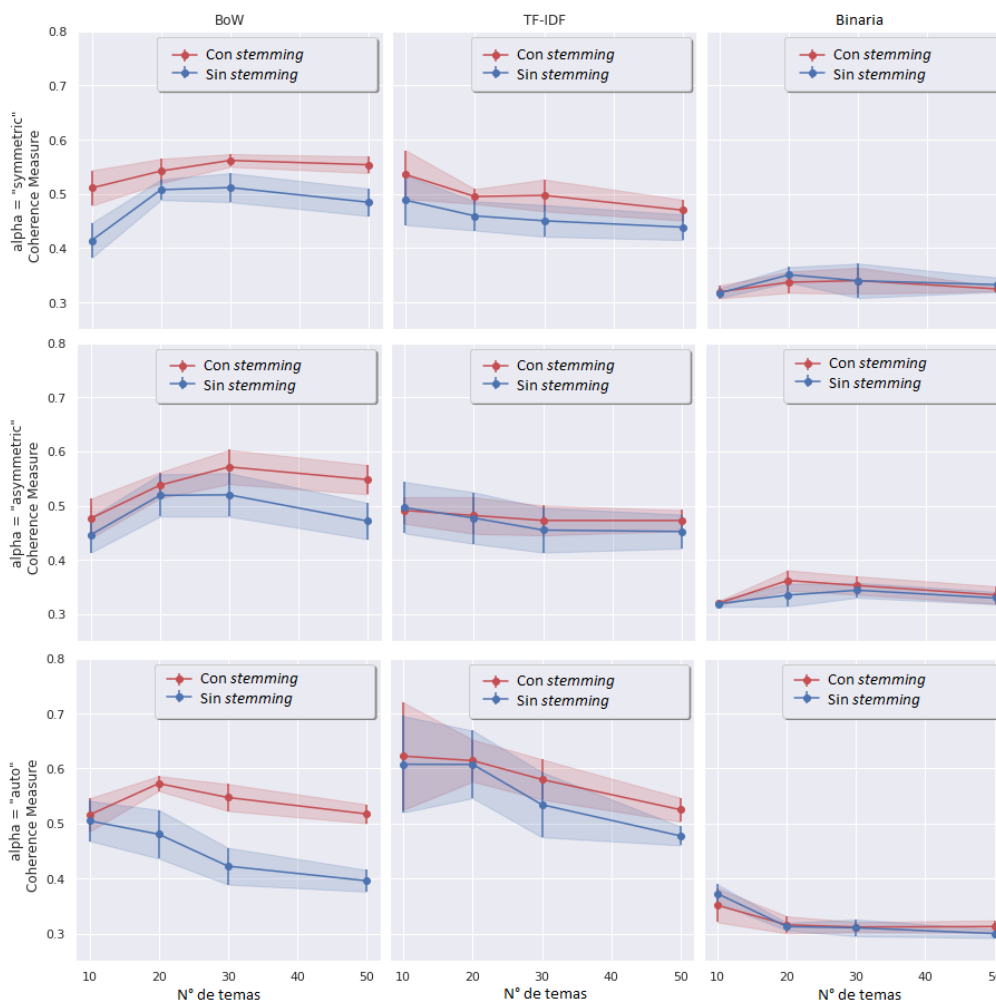 BoW
TF-IDF
Binaria
alpha = "symmetric"
Coherence Measure
0.8
0.7
0.6
0.5
0.4
0.3
Con stemming
Sin stemming
Con stemming
Sin stemming
Con stemming
Sin stemming
alpha = "asymmetric"
Coherence Measure
0.8
0.7
0.6
0.5
0.4
0.3
Con stemming
Sin stemming
Con stemming
Sin stemming
Con stemming
Sin stemming
alpha = "auto"
Coherence Measure
0.8
0.7
0.6
0.5
0.4
0.3
Con stemming
Sin stemming
Con stemming
Sin stemming
Con stemming
Sin stemming
10 20 30 40 50
10 20 30 40 50
10 20 30 40 50
N° de temas
N° de temas
N° de temas